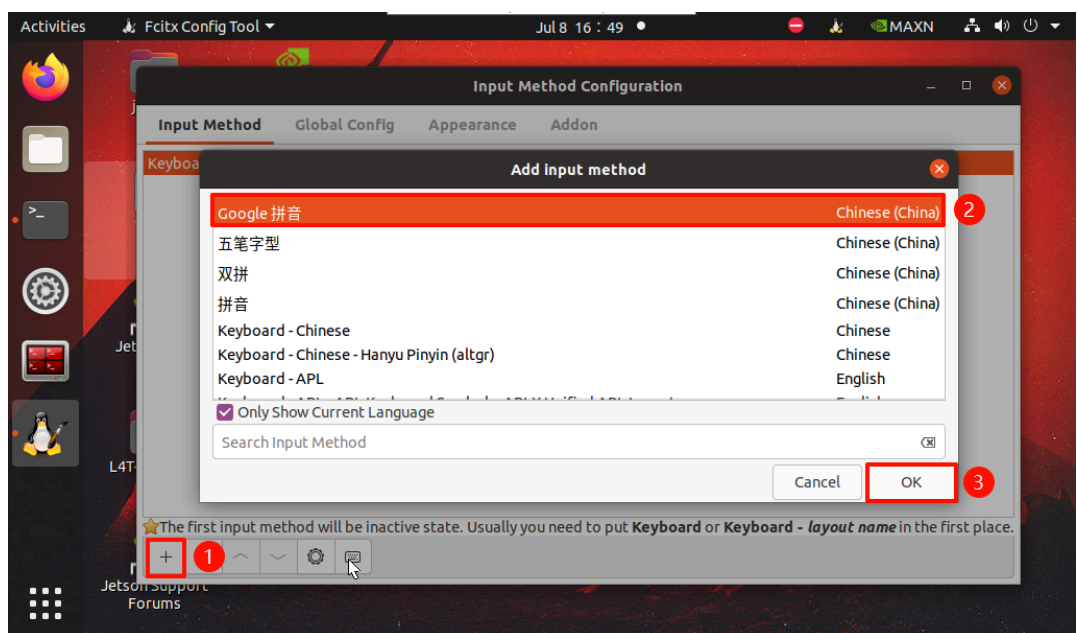 Activities Fcitx Config Tool Jul 8 16：49 MAXN
Input Method Configuration
Input Method Global Config Appearance Addon
Keyboa
Add input method
Google 拼音 Chinese (China) 2
五笔字型 Chinese (China)
双拼 Chinese (China)
拼音 Chinese (China)
Keyboard - Chinese Chinese
Keyboard - Chinese - Hanyu Pinyin (altgr) Chinese
Keyboard - APL English
Only Show Current Language
Search Input Method
Cancel OK 3
The first input method will be inactive state. Usually you need to put Keyboard or Keyboard - layout name in the first place.
+ 1
Jet
L4T-
Jetson Support
Forums